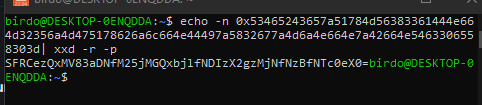 birdo@DESKTOP-0ENQDDA:~$ echo -n 0x53465243657a51784d56383361444e66
4d32356a4d475178626a6c664e44497a5832677a4d6a4e664e7a42664e546330655
8303d| xxd -r -p
SFRCezQxMV83aDNfM25jMGQxbjlfNDIzX2gzMjNfNzBfNTc0eX0=birdo@DESKTOP-0
ENQDDA:~$